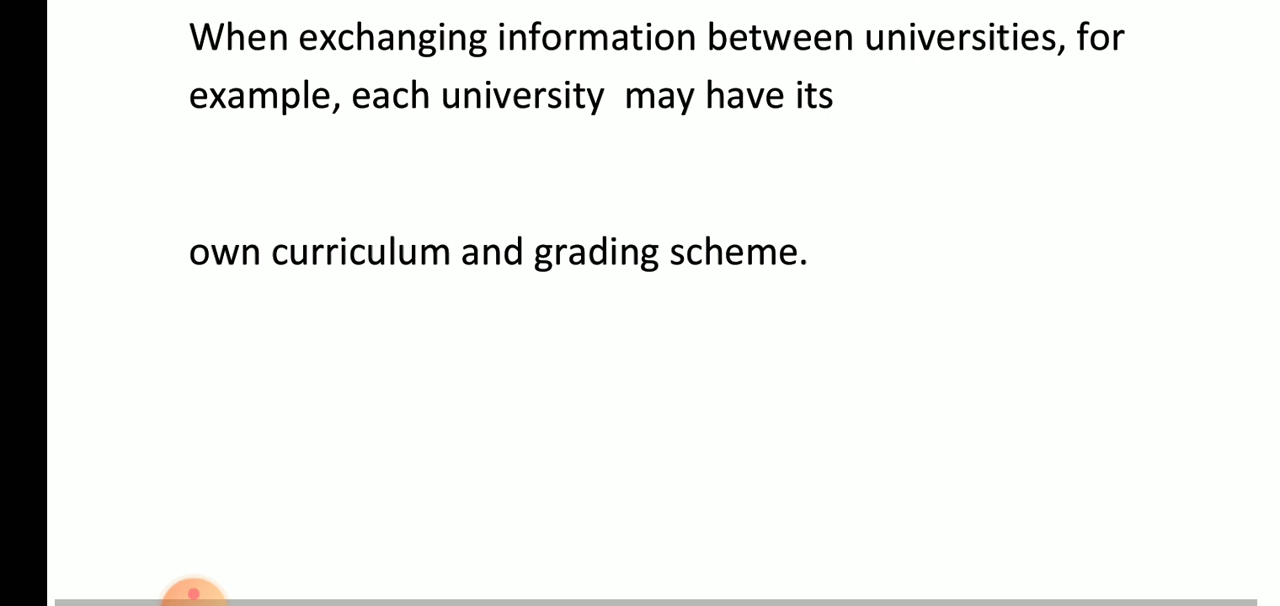 When exchanging information between universities, for
example, each university  may have its
own curriculum and grading scheme.